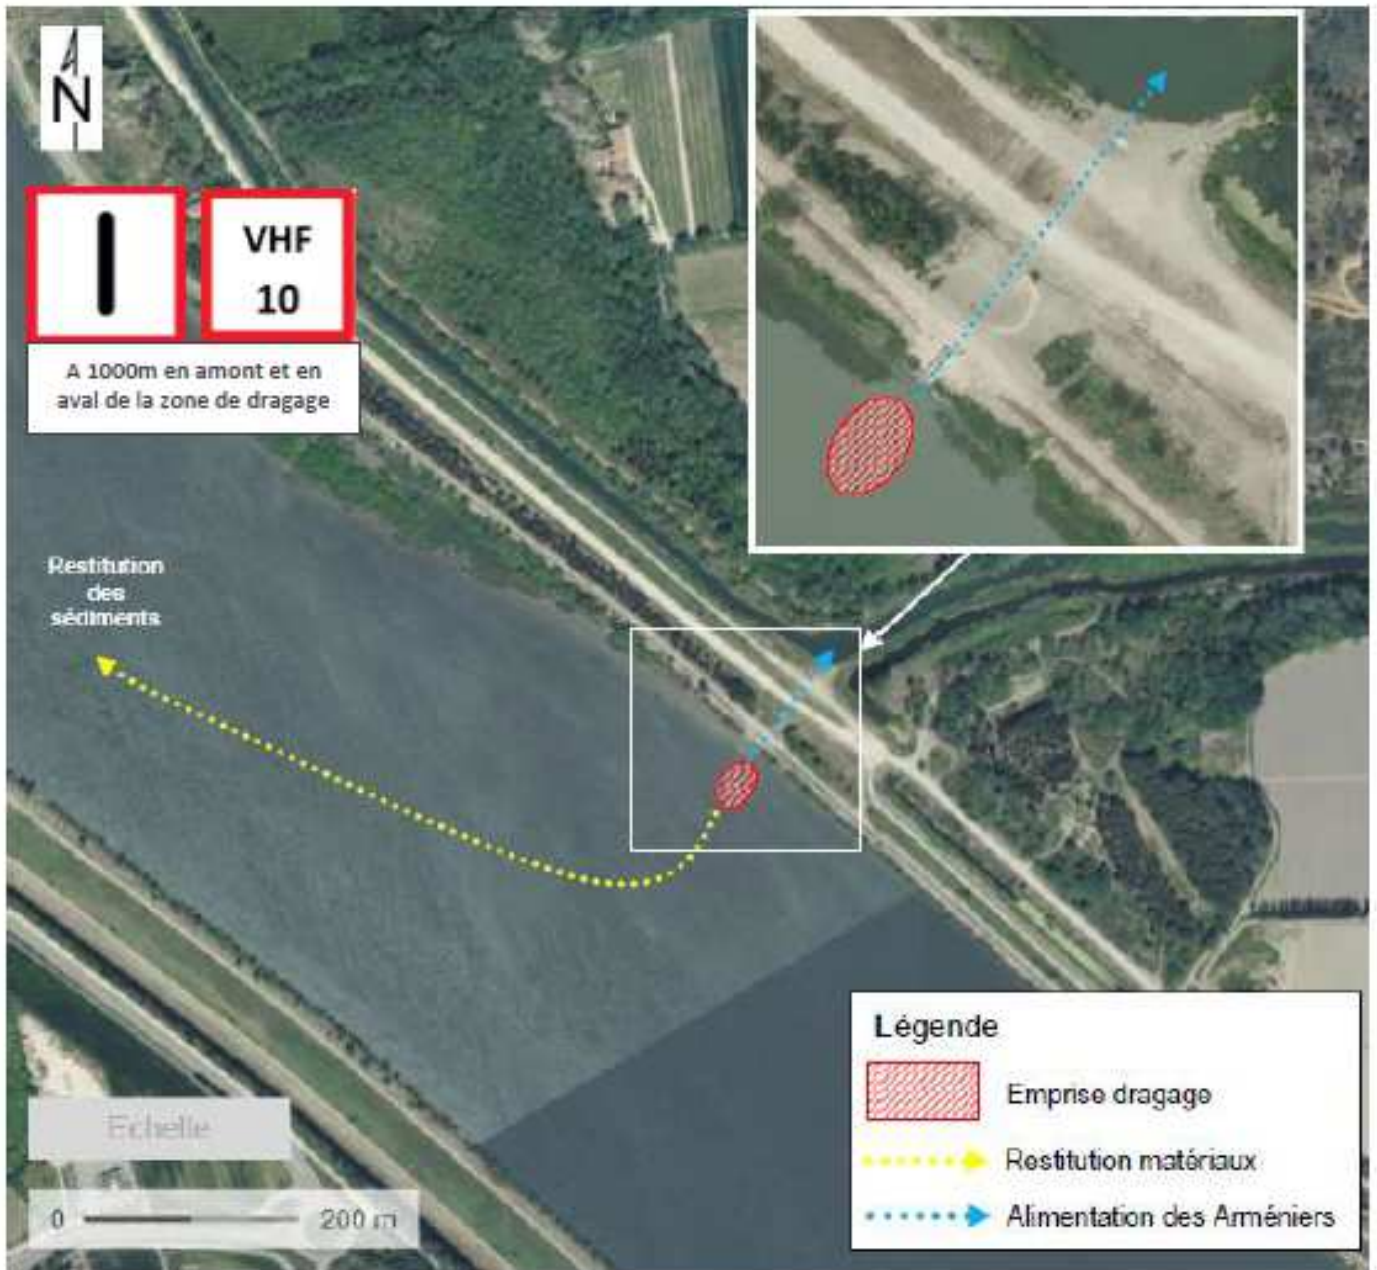 N
VHF
10
A 1000m en amont et en
aval de la zone de dragage
Restitution
des
sédiments
Légende
Emprise dragage
Restitution matériaux
Alimentation des Arméniers
Echelle
0 200 m